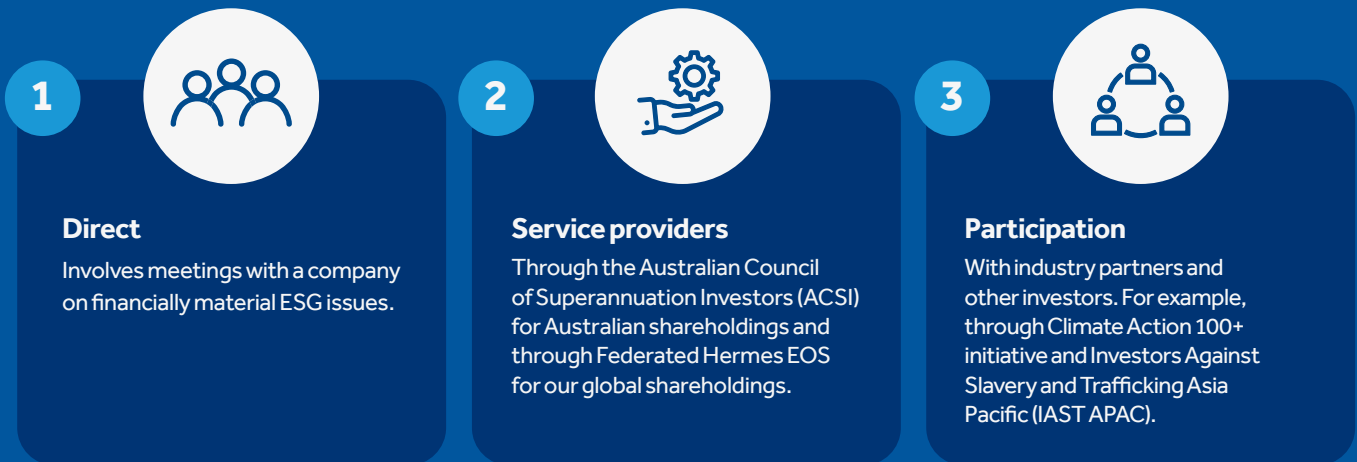 1
Direct
Involves meetings with a company
on financially material ESG issues.
2
Service providers
Through the Australian Council
of Superannuation Investors (ACSI)
for Australian shareholdings and
through Federated Hermes EOS
for our global shareholdings.
3
Participation
With industry partners and
other investors. For example,
through Climate Action 100+
initiative and Investors Against
Slavery and Trafficking Asia
Pacific (IAST APAC).